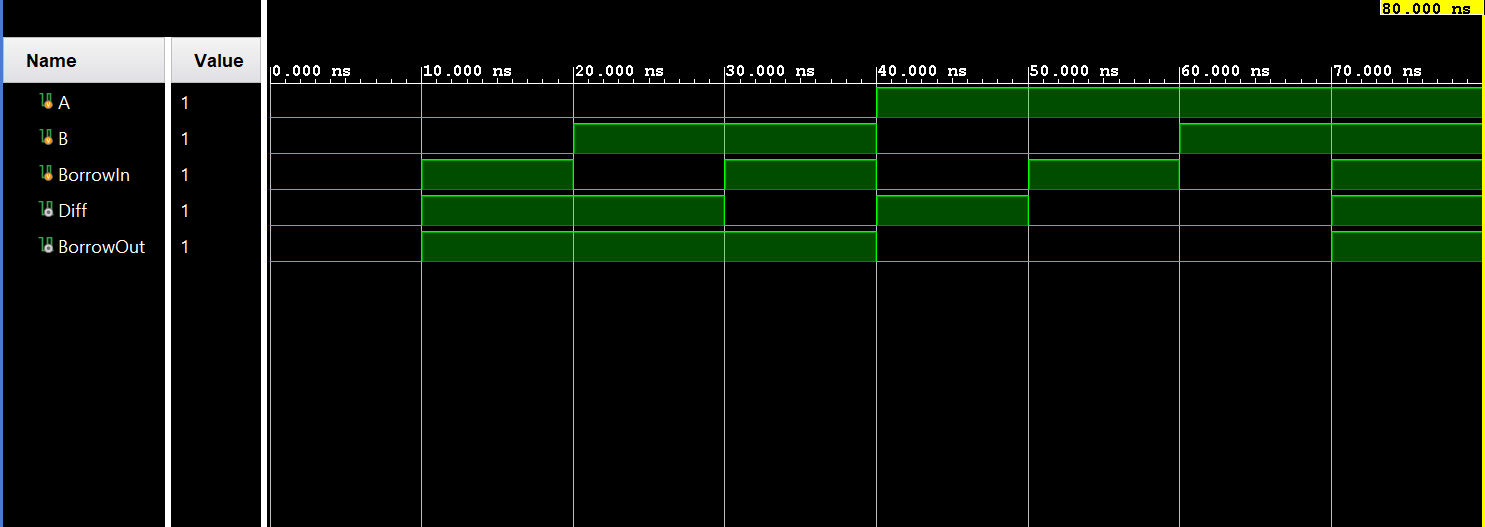 80.000 ns
Name Value
0.000 ns 10.000 ns 20.000 ns 30.000 ns 40.000 ns 50.000 ns 60.000 ns 70.000 ns
A 1
B 1
BorrowIn 1
Diff 1
BorrowOut 1